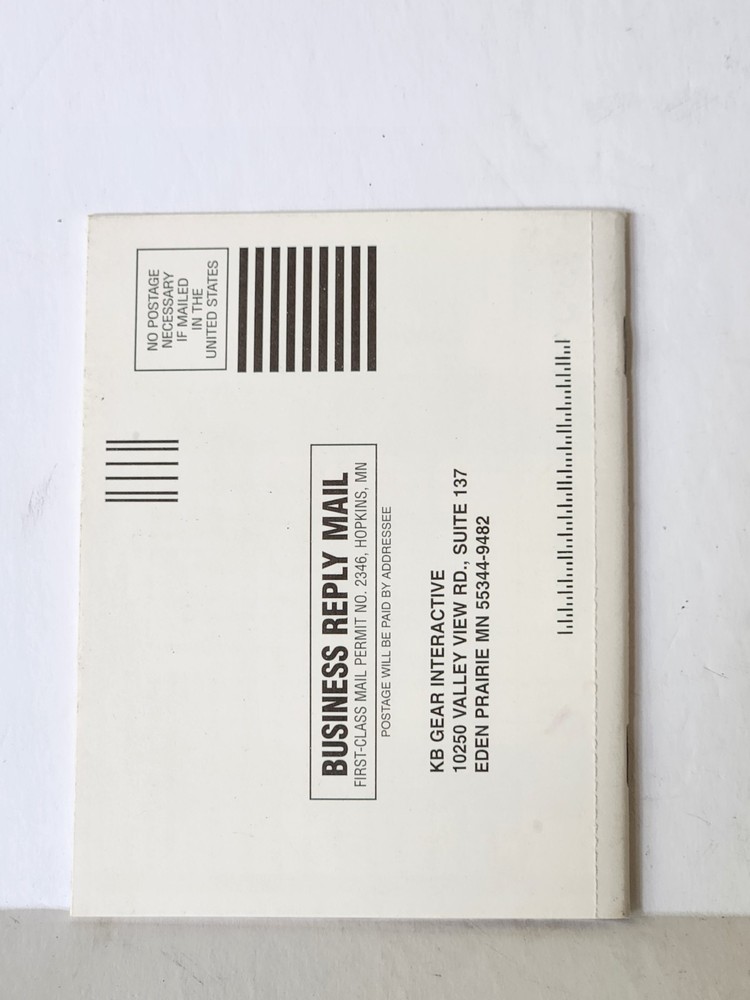 NO POSTAGE
NECESSARY
IF MAILED
IN THE
UNITED STATES
BUSINESS REPLY MAIL
FIRST-CLASS MAIL PERMIT NO. 2346, HOPKINS, MN
POSTAGE WILL BE PAID BY ADDRESSEE
KB GEAR INTERACTIVE
10250 VALLEY VIEW RD., SUITE 137
EDEN PRAIRIE MN 55344-9482